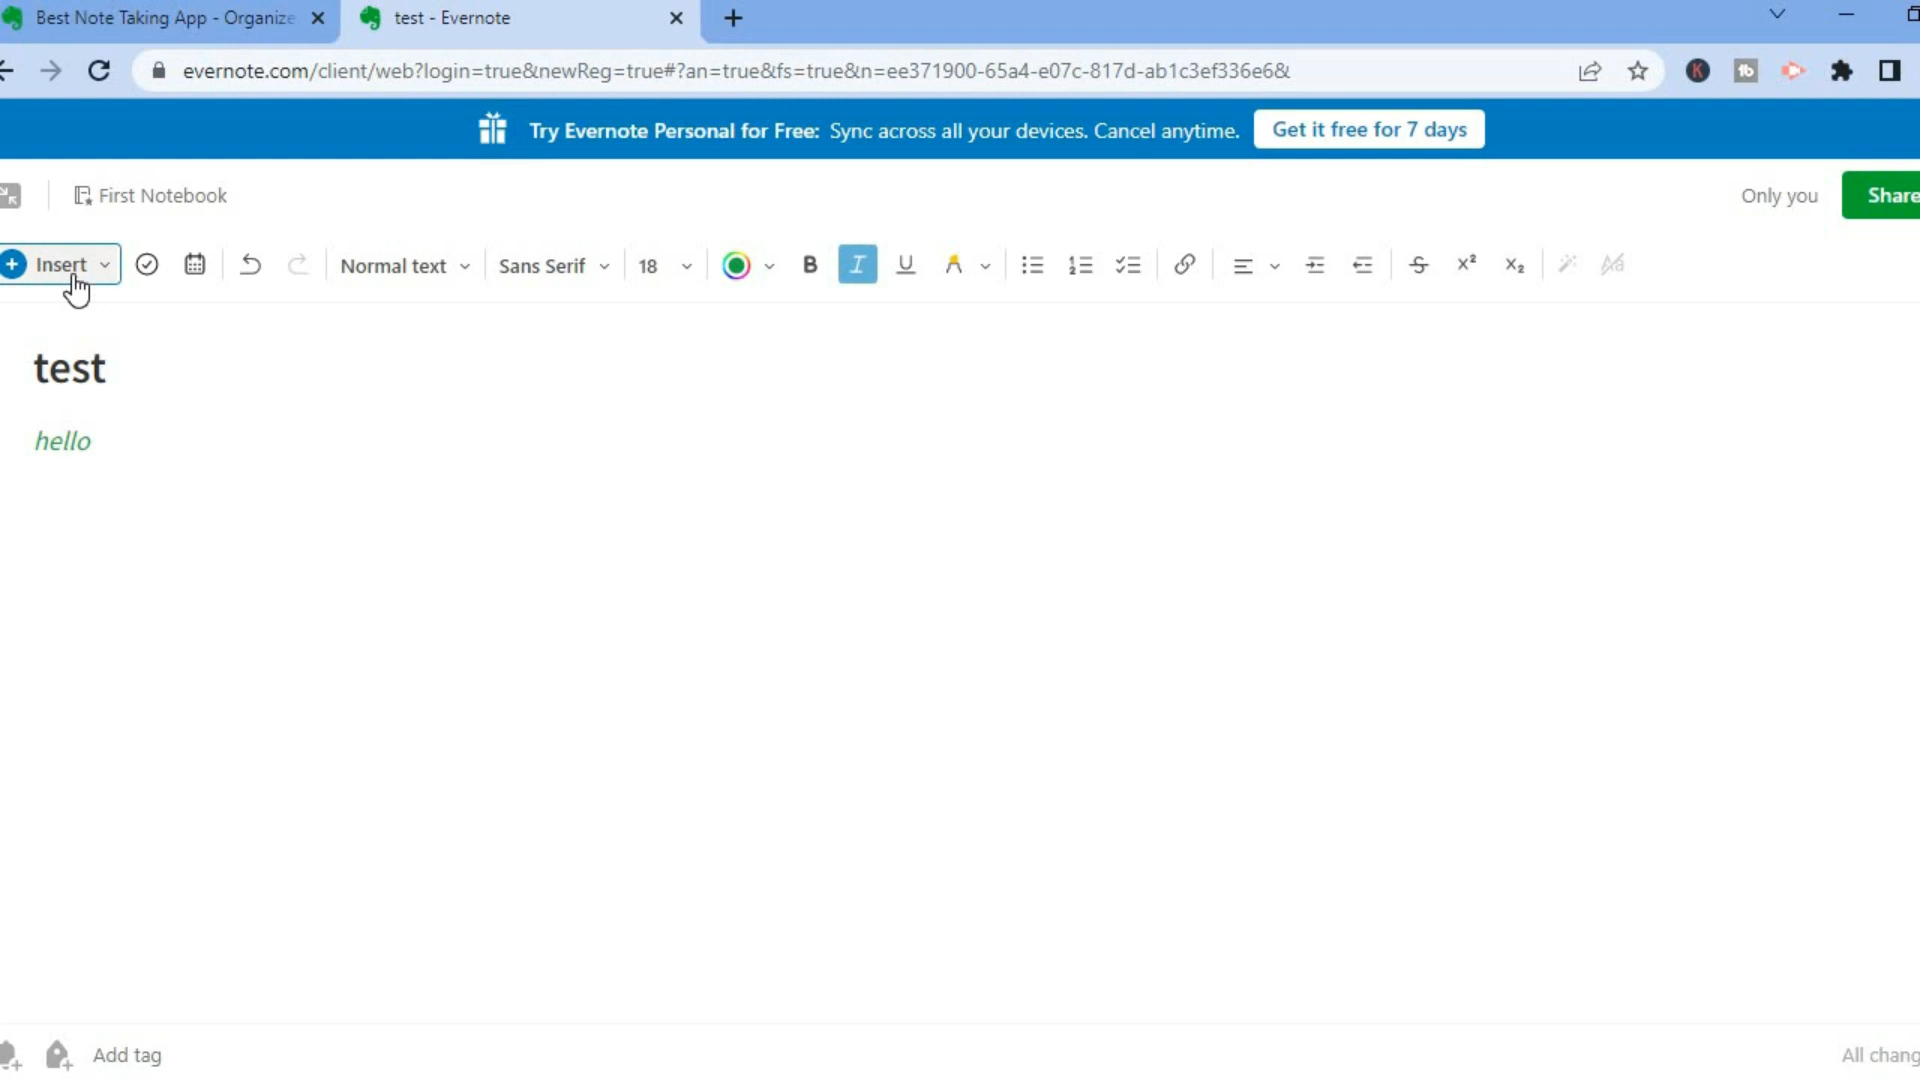 Best Note Taking App - Organize
test - Evernote
evernote.com/client/web?login=true&newReg=true#?an=true&fs=true&n=ee371900-65a4-e07c-817d-ab1c3ef336e6&
K
tb
Try Evernote Personal for Free: Sync across all your devices. Cancel anytime.
Get it free for 7 days
First Notebook
Only you
Share
Insert
Normal text
Sans Serif
18
B I U
x²
x₂
test
hello
Add tag
All chang